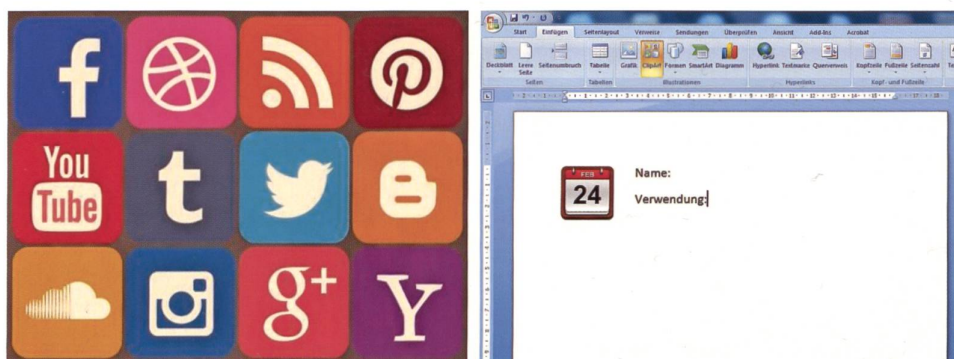 f
You
Tube
t
B
g+
Y
Start Einfügen Seitenlayout Verweise Sendungen Überprüfen Ansicht Add-Ins Acrobat
Deckblatt Leere Seite Seitenumbruch Tabelle Grafik ClipArt Formen SmartArt Diagramm Hyperlink Textmarke Querverweis Kopfzeile Fußzeile Seitenzahl
Seiten Tabellen Illustrationen Hyperlinks Kopf- und Fußzeile
FEB
24
Name:
Verwendung: